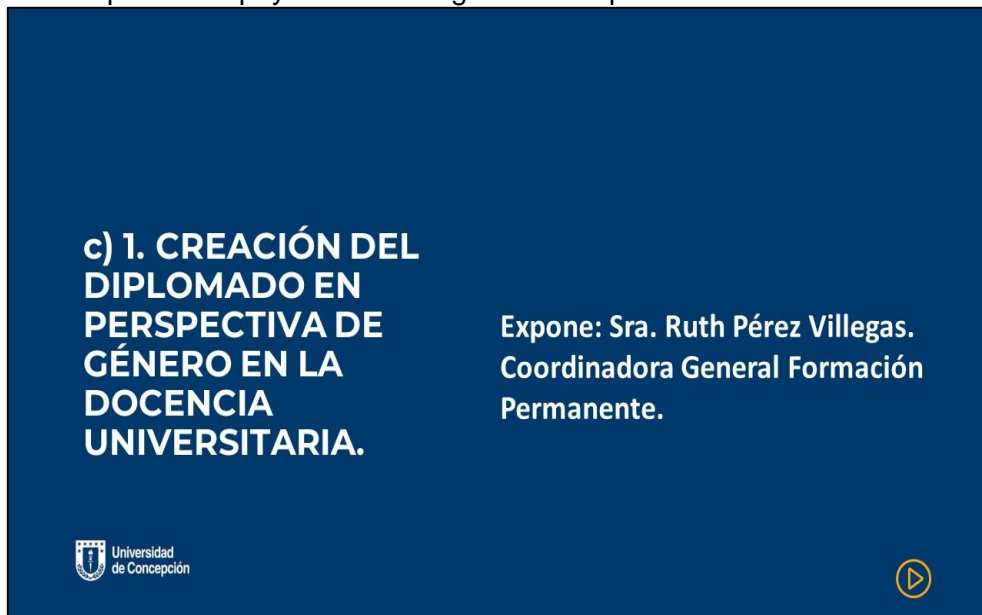 c) 1. CREACIÓN DEL
DIPLOMADO EN
PERSPECTIVA DE
GÉNERO EN LA
DOCENCIA
UNIVERSITARIA.
Expone: Sra. Ruth Pérez Villegas.
Coordinadora General Formación
Permanente.
Universidad
de Concepción